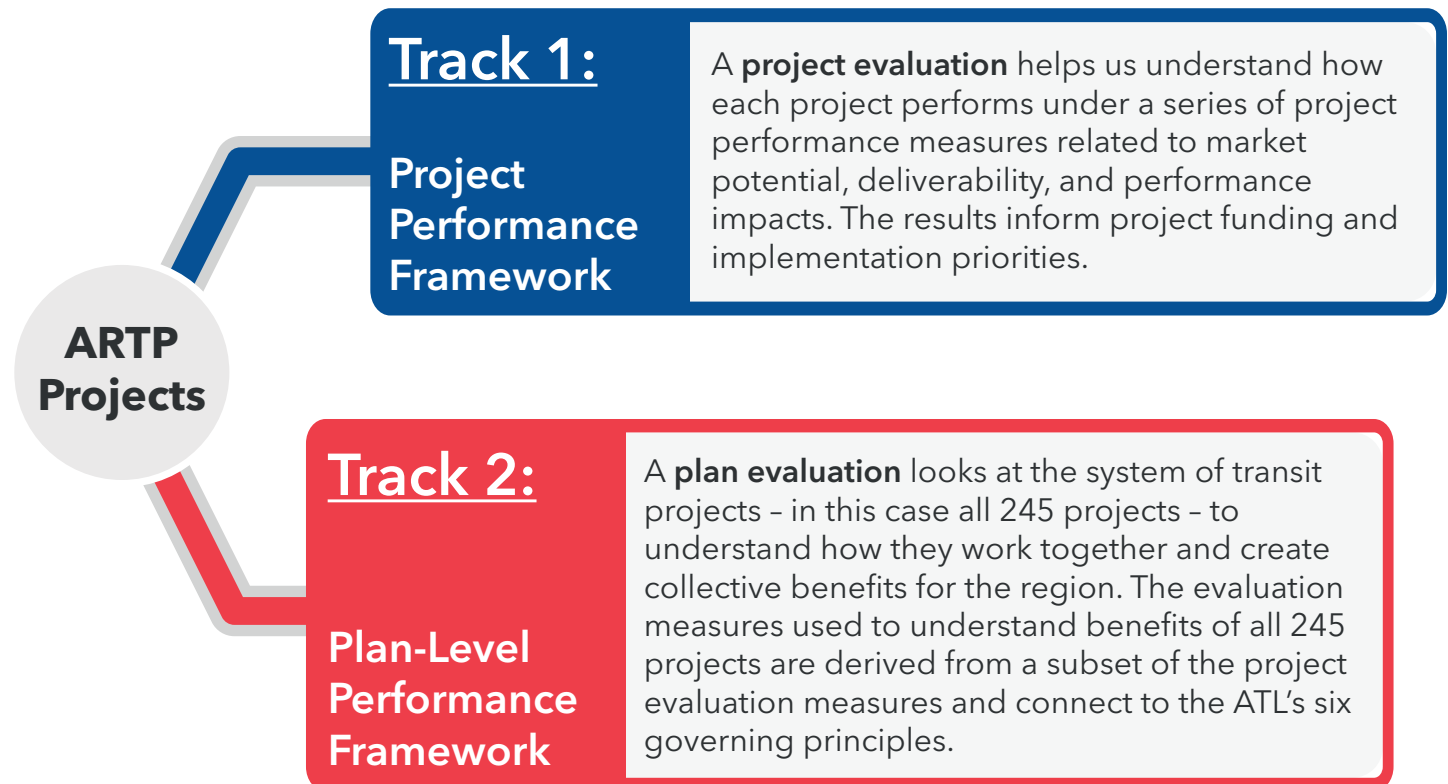 Track 1:
Project
Performance
Framework
A project evaluation helps us understand how
each project performs under a series of project
performance measures related to market
potential, deliverability, and performance
impacts. The results inform project funding and
implementation priorities.
ARTP
Projects
Track 2:
Plan-Level
Performance
Framework
A plan evaluation looks at the system of transit
projects – in this case all 245 projects – to
understand how they work together and create
collective benefits for the region. The evaluation
measures used to understand benefits of all 245
projects are derived from a subset of the project
evaluation measures and connect to the ATL’s six
governing principles.